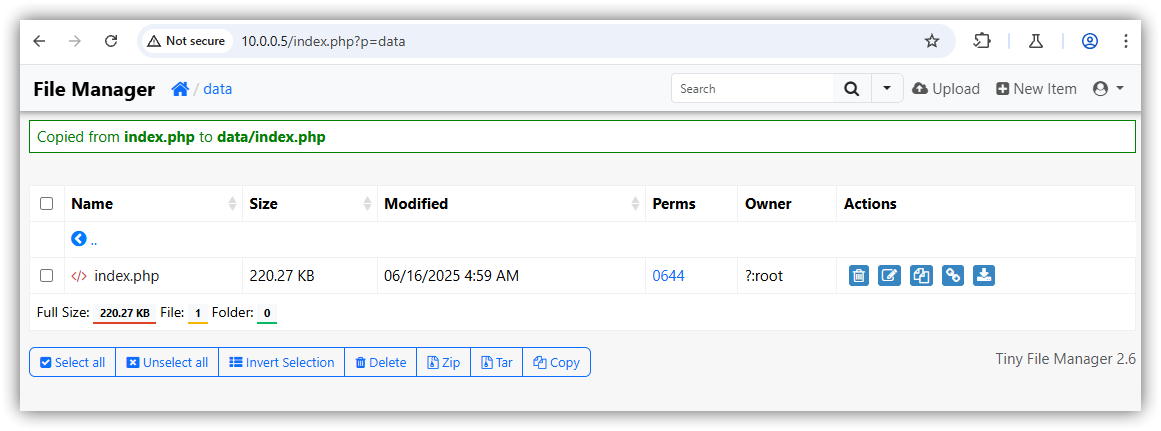 Not secure 10.0.0.5/index.php?p=data
File Manager / data Search Upload New Item
Copied from index.php to data/index.php
Name Size Modified Perms Owner Actions
..
</> index.php 220.27 KB 06/16/2025 4:59 AM 0644 ?:root
Full Size: 220.27 KB File: 1 Folder: 0
Select all Unselect all Invert Selection Delete Zip Tar Copy Tiny File Manager 2.6